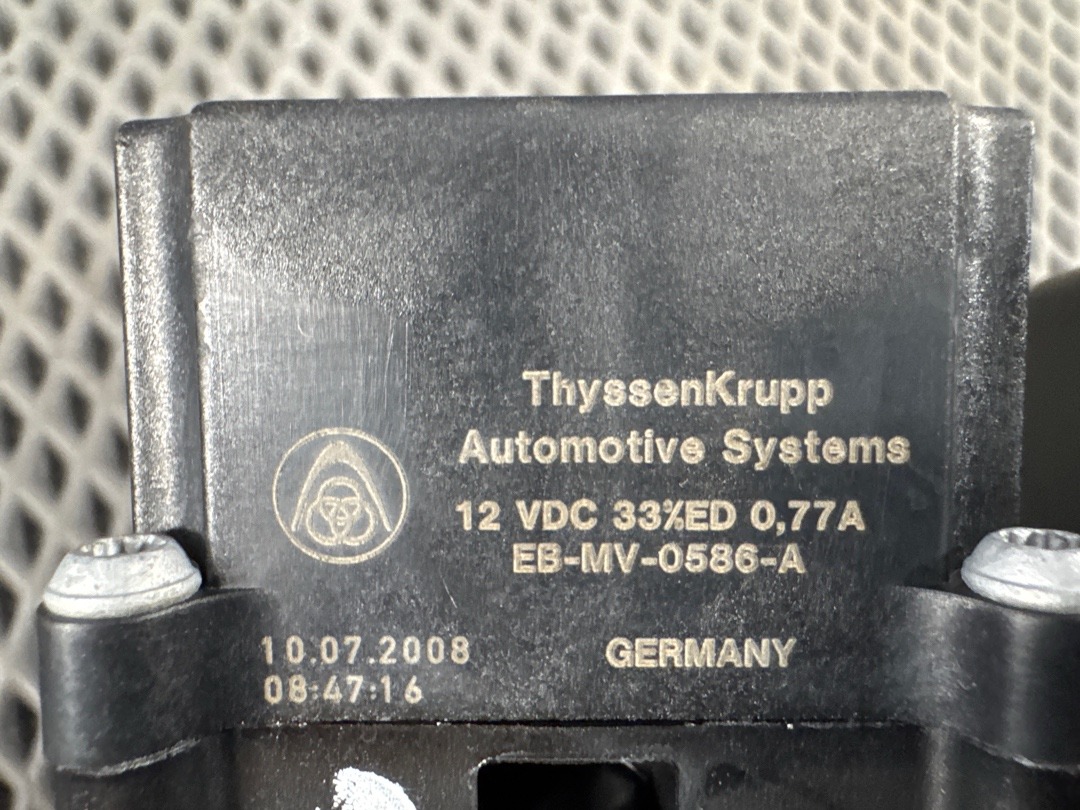 ThyssenKrupp
Automotive Systems
12 VDC 33%ED 0,77A
EB-MV-0586-A
10.07.2008
GERMANY
08:47:16